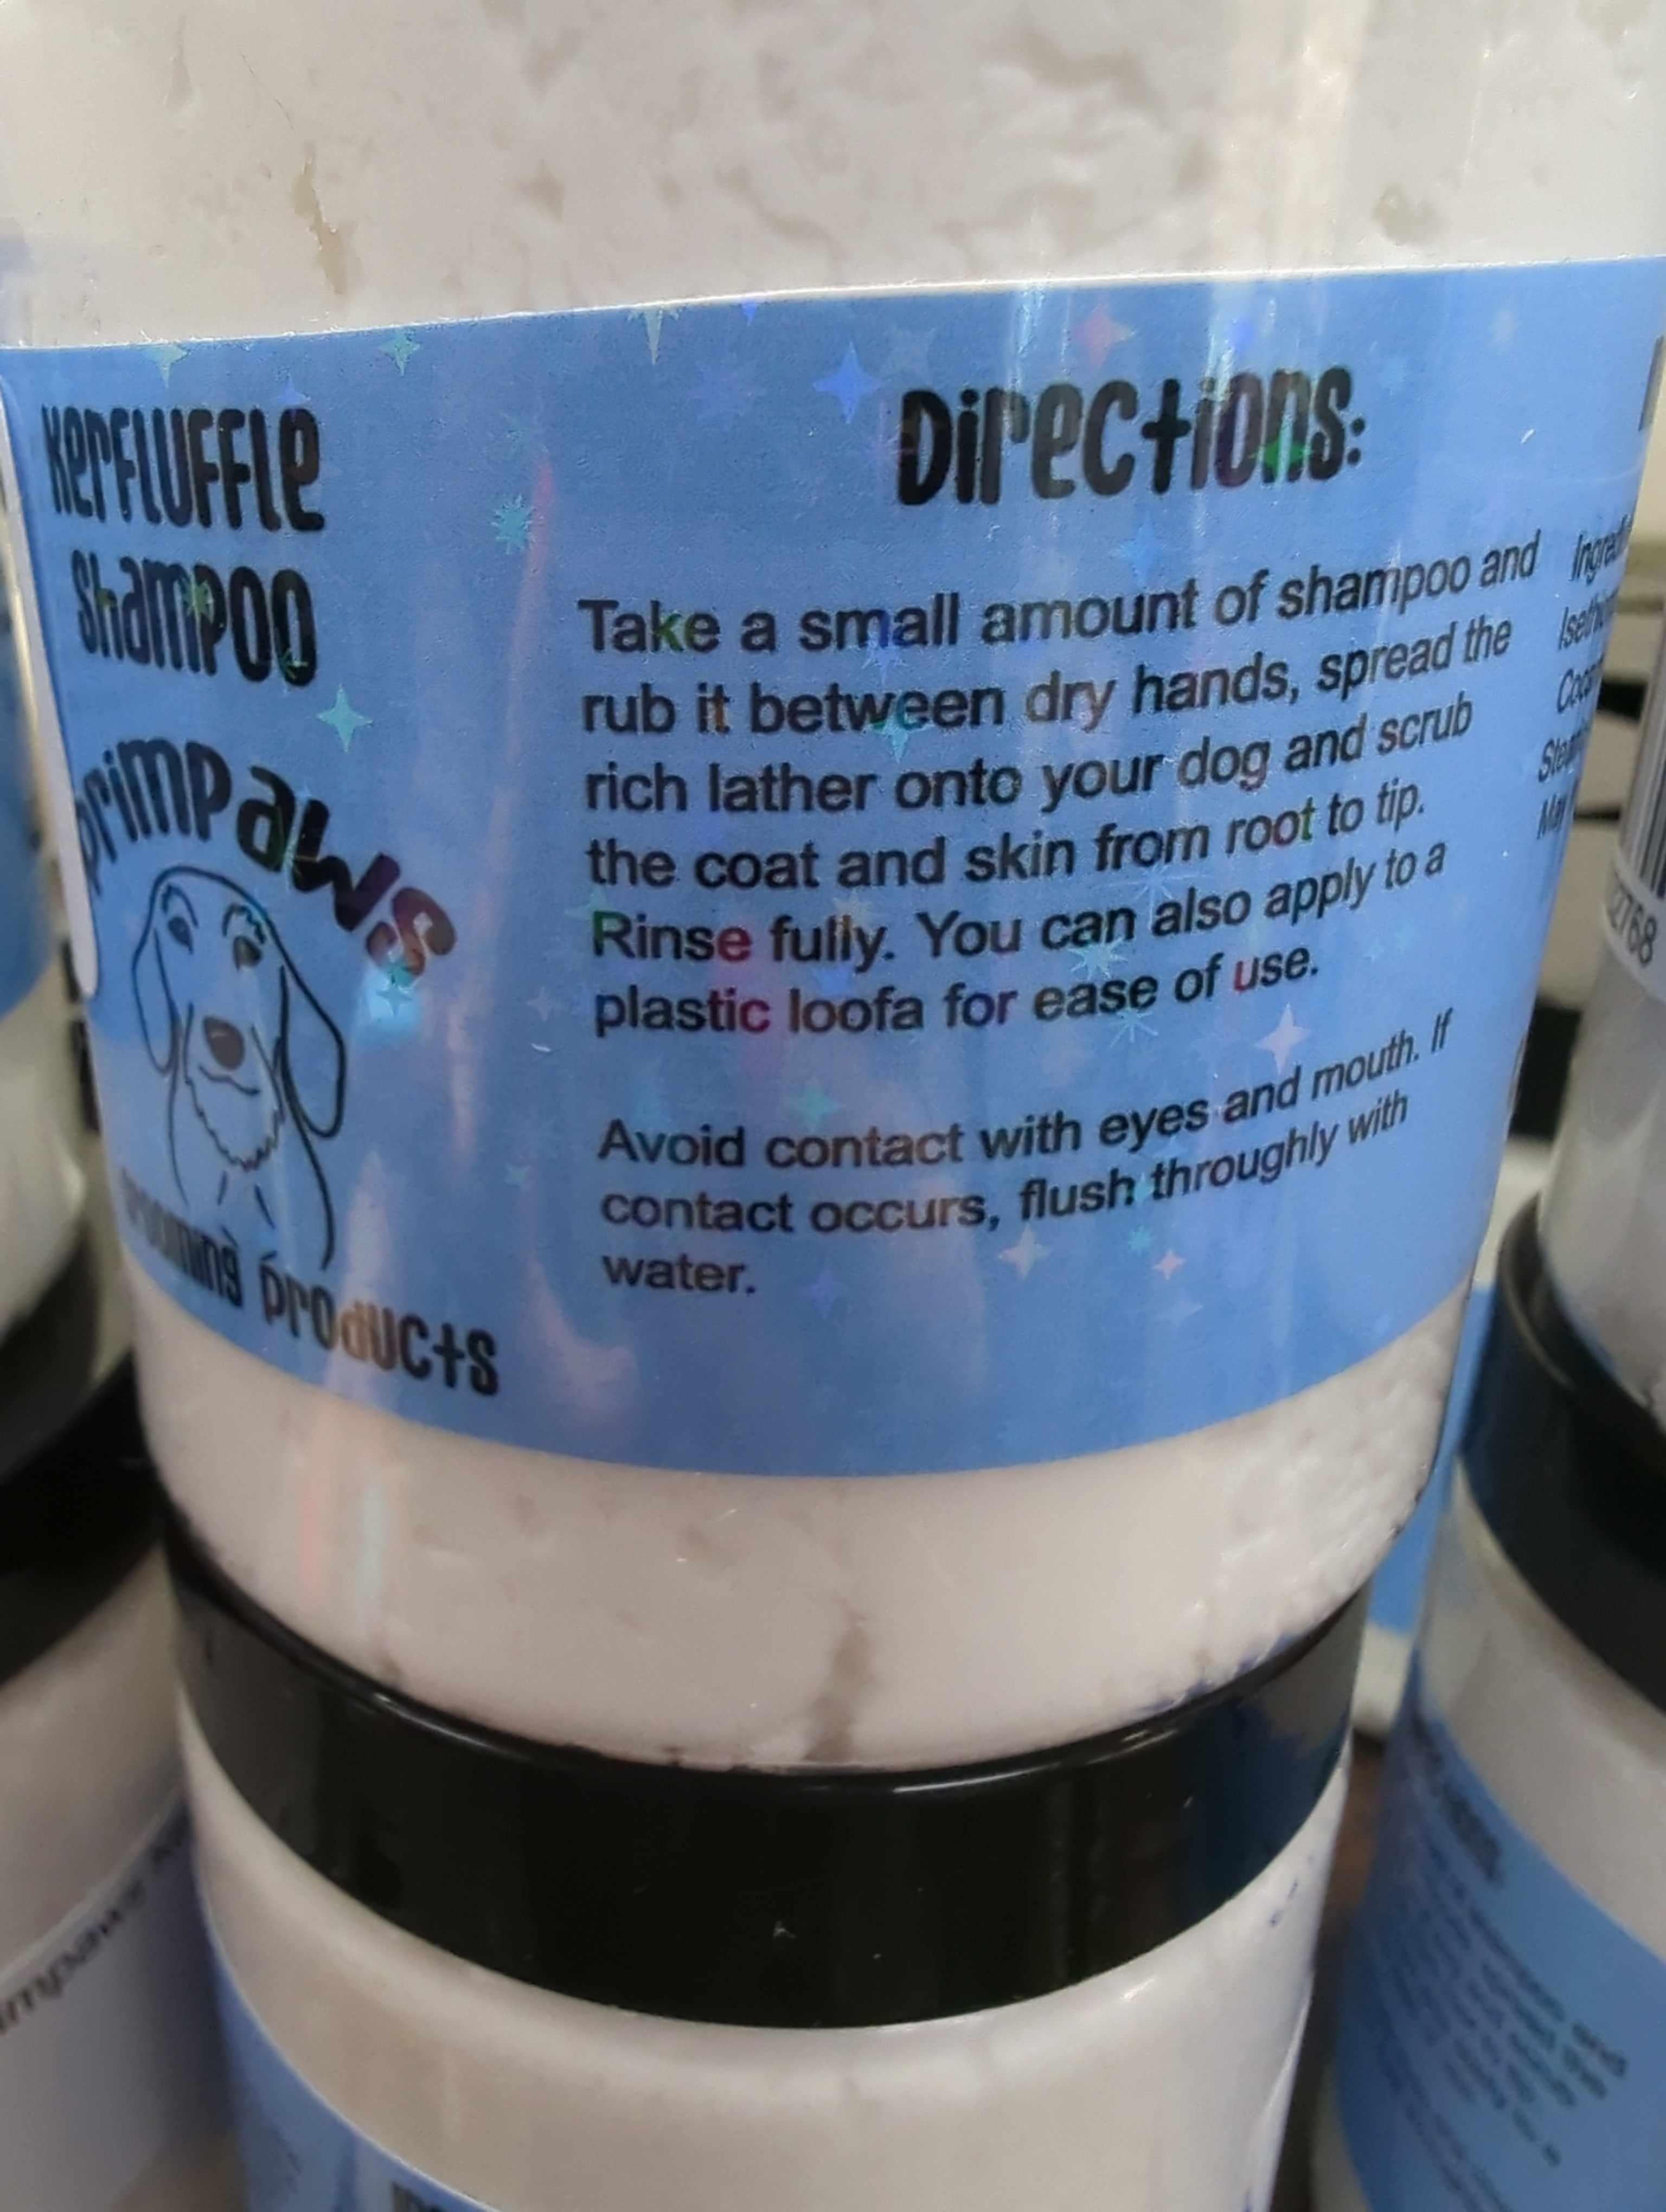 KerFLUFFle
Shampoo
primpaws
grooming products
Directions:
Take a small amount of shampoo and
rub it between dry hands, spread the
rich lather onto your dog and scrub
the coat and skin from root to tip.
Rinse fully. You can also apply to a
plastic loofa for ease of use.
Avoid contact with eyes and mouth. If
contact occurs, flush throughly with
water.
May
2768